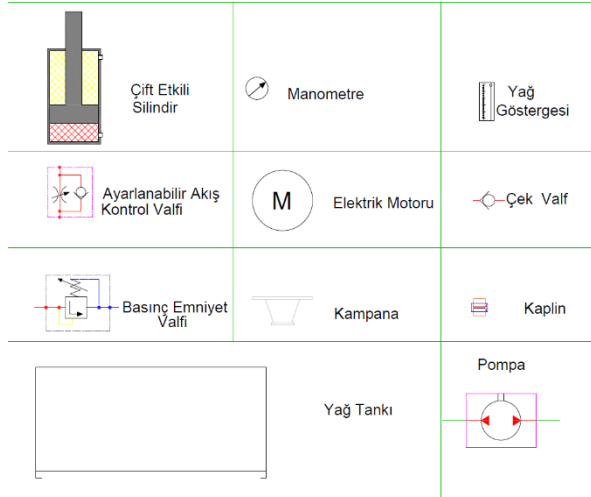 Çift Etkili
Silindir
Manometre
Yağ
Göstergesi
Ayarlanabilir Akış
Kontrol Valfi
M
Elektrik Motoru
Çek Valf
Basınç Emniyet
Valfi
Kampana
Kaplin
Yağ Tankı
Pompa